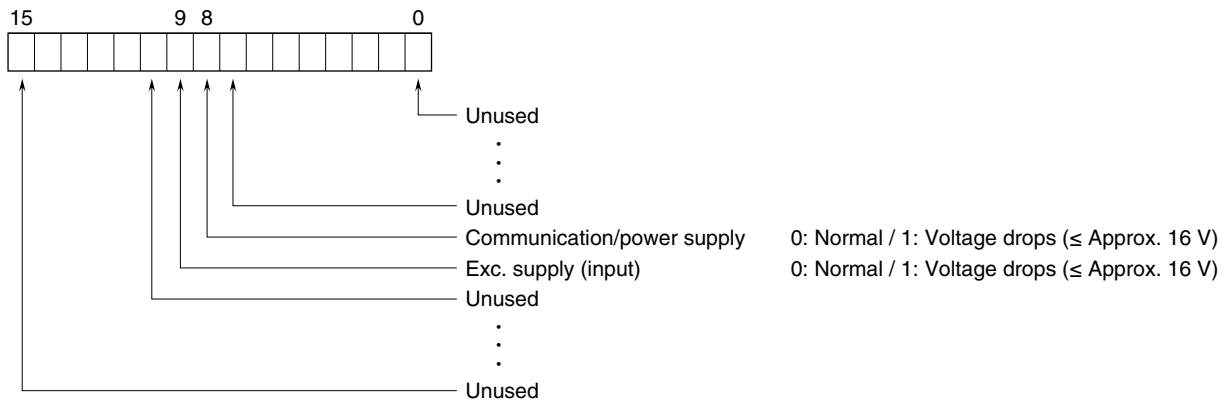 15 9 8 0
Unused
.
.
.
Unused
Communication/power supply 0: Normal / 1: Voltage drops (≤ Approx. 16 V)
Exc. supply (input) 0: Normal / 1: Voltage drops (≤ Approx. 16 V)
Unused
.
.
.
Unused